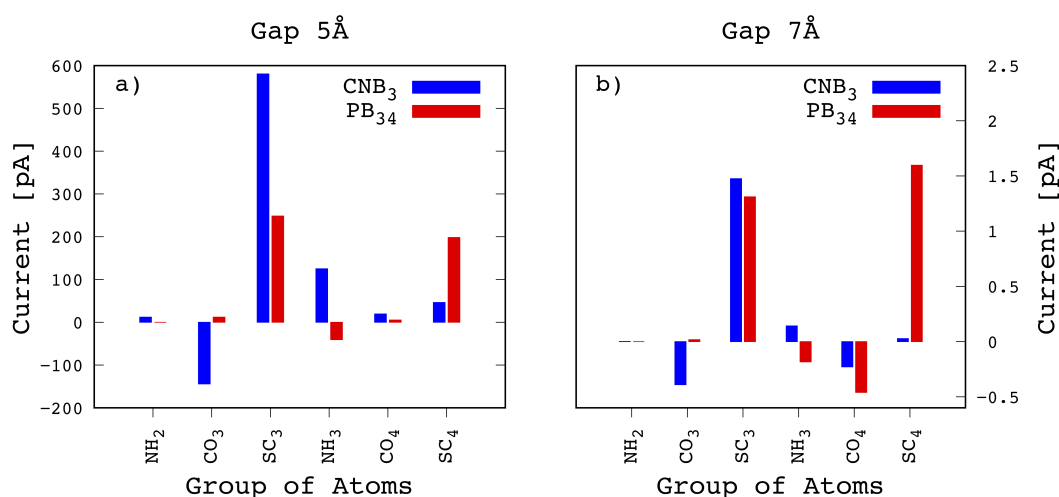 Gap 5Å
a)
CNB3
PB34
600
500
400
300
200
100
0
−100
−200
Current [pA]
NH2
CO3
SC3
NH3
CO4
SC4
Group of Atoms
Gap 7Å
b)
CNB3
PB34
2.5
2
1.5
1
0.5
0
−0.5
Current [pA]
NH2
CO3
SC3
NH3
CO4
SC4
Group of Atoms